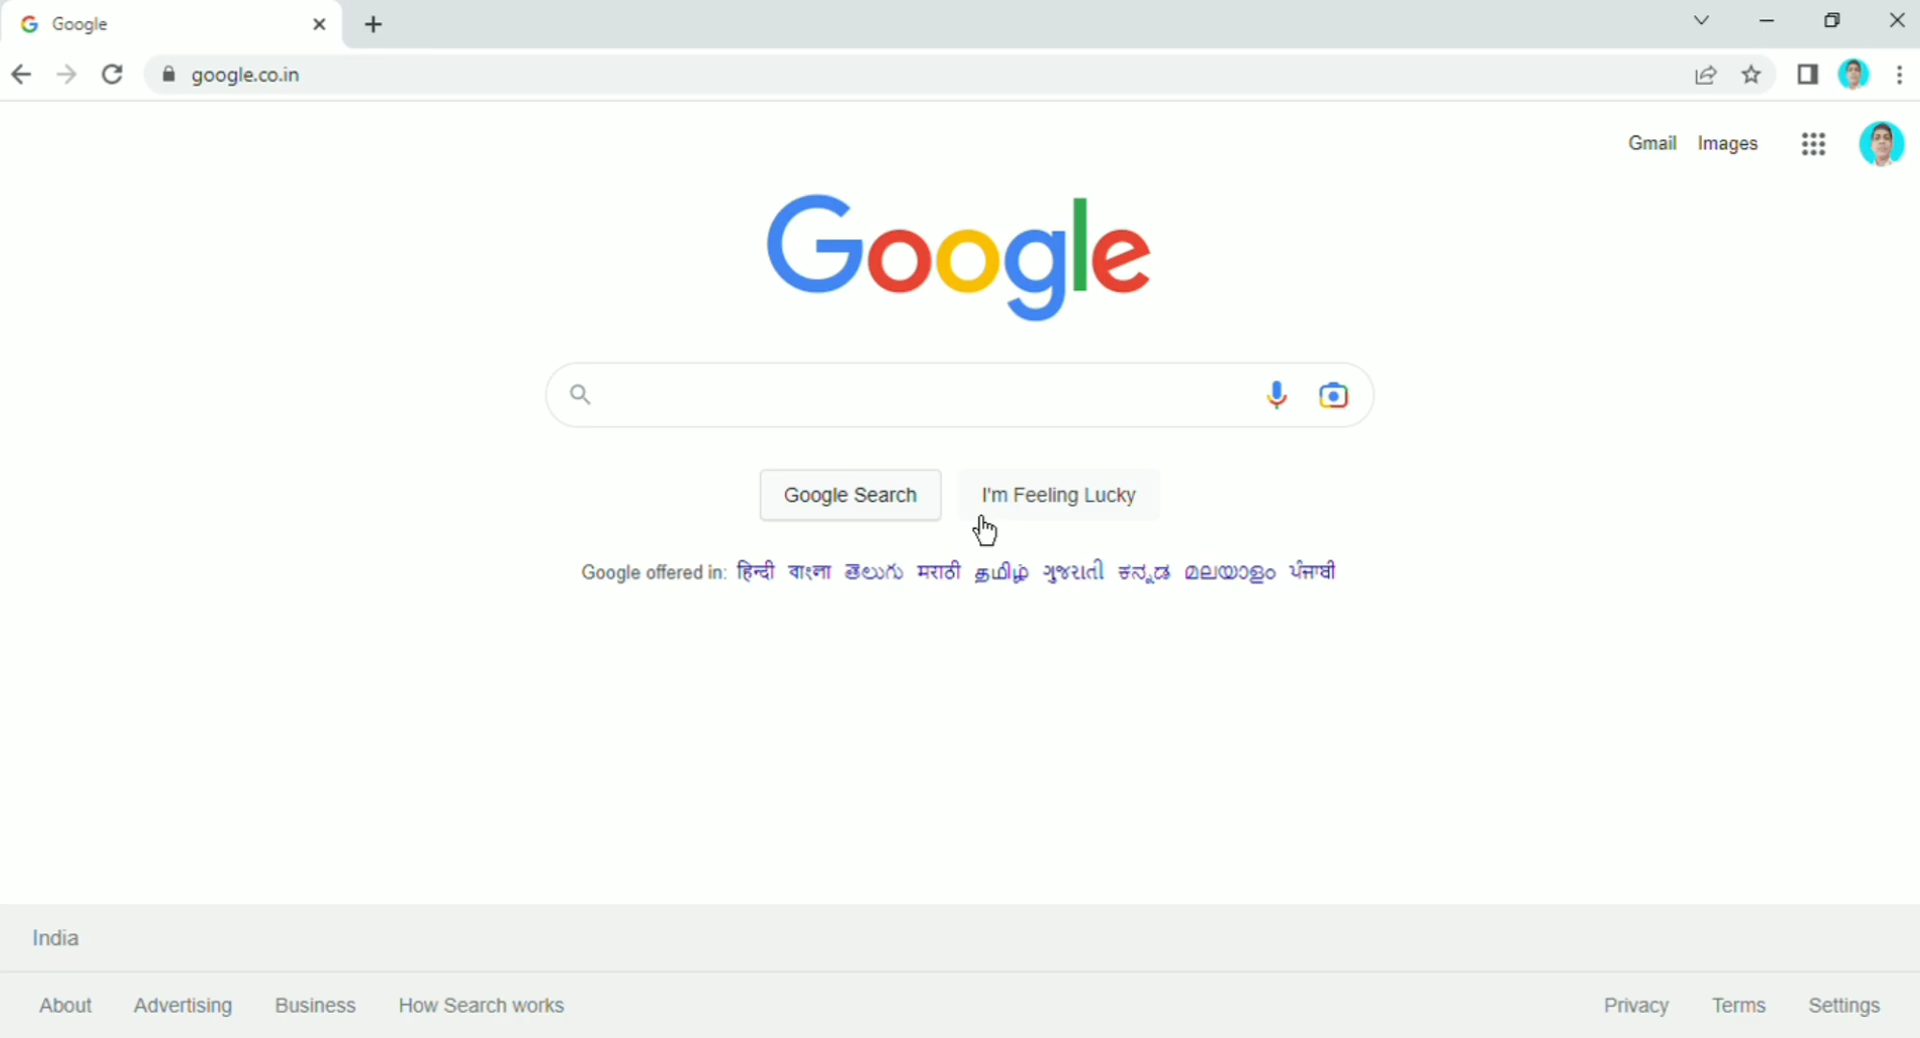 Google
google.co.in
Gmail Images
Google
Google Search I'm Feeling Lucky
Google offered in: हिन्दी বাংলা తెలుగు मराठी தமிழ் ગુજરાતી ಕನ್ನಡ മലയാളം ਪੰਜਾਬੀ
India
About Advertising Business How Search works Privacy Terms Settings